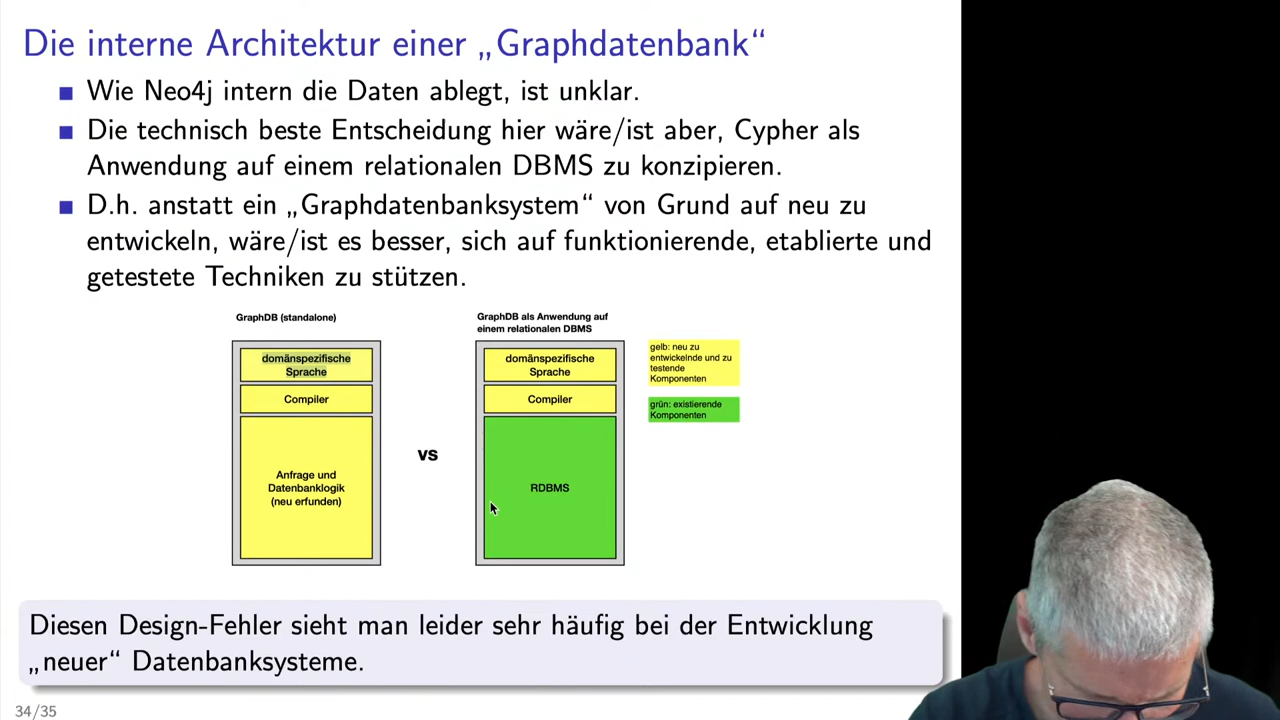 Die interne Architektur einer „Graphdatenbank“
Wie Neo4j intern die Daten ablegt, ist unklar.
Die technisch beste Entscheidung hier wäre/ist aber, Cypher als
Anwendung auf einem relationalen DBMS zu konzipieren.
D.h. anstatt ein „Graphdatenbanksystem“ von Grund auf neu zu
entwickeln, wäre/ist es besser, sich auf funktionierende, etablierte und
getestete Techniken zu stützen.
GraphDB (standalone)
domänspezifische
Sprache
Compiler
Anfrage und
Datenbanklogik
(neu erfunden)
vs
GraphDB als Anwendung auf
einem relationalen DBMS
domänspezifische
Sprache
Compiler
RDBMS
gelb: neu zu
entwickelnde und zu
testende
Komponenten
grün: existierende
Komponenten
Diesen Design-Fehler sieht man leider sehr häufig bei der Entwicklung
„neuer“ Datenbanksysteme.
34/35